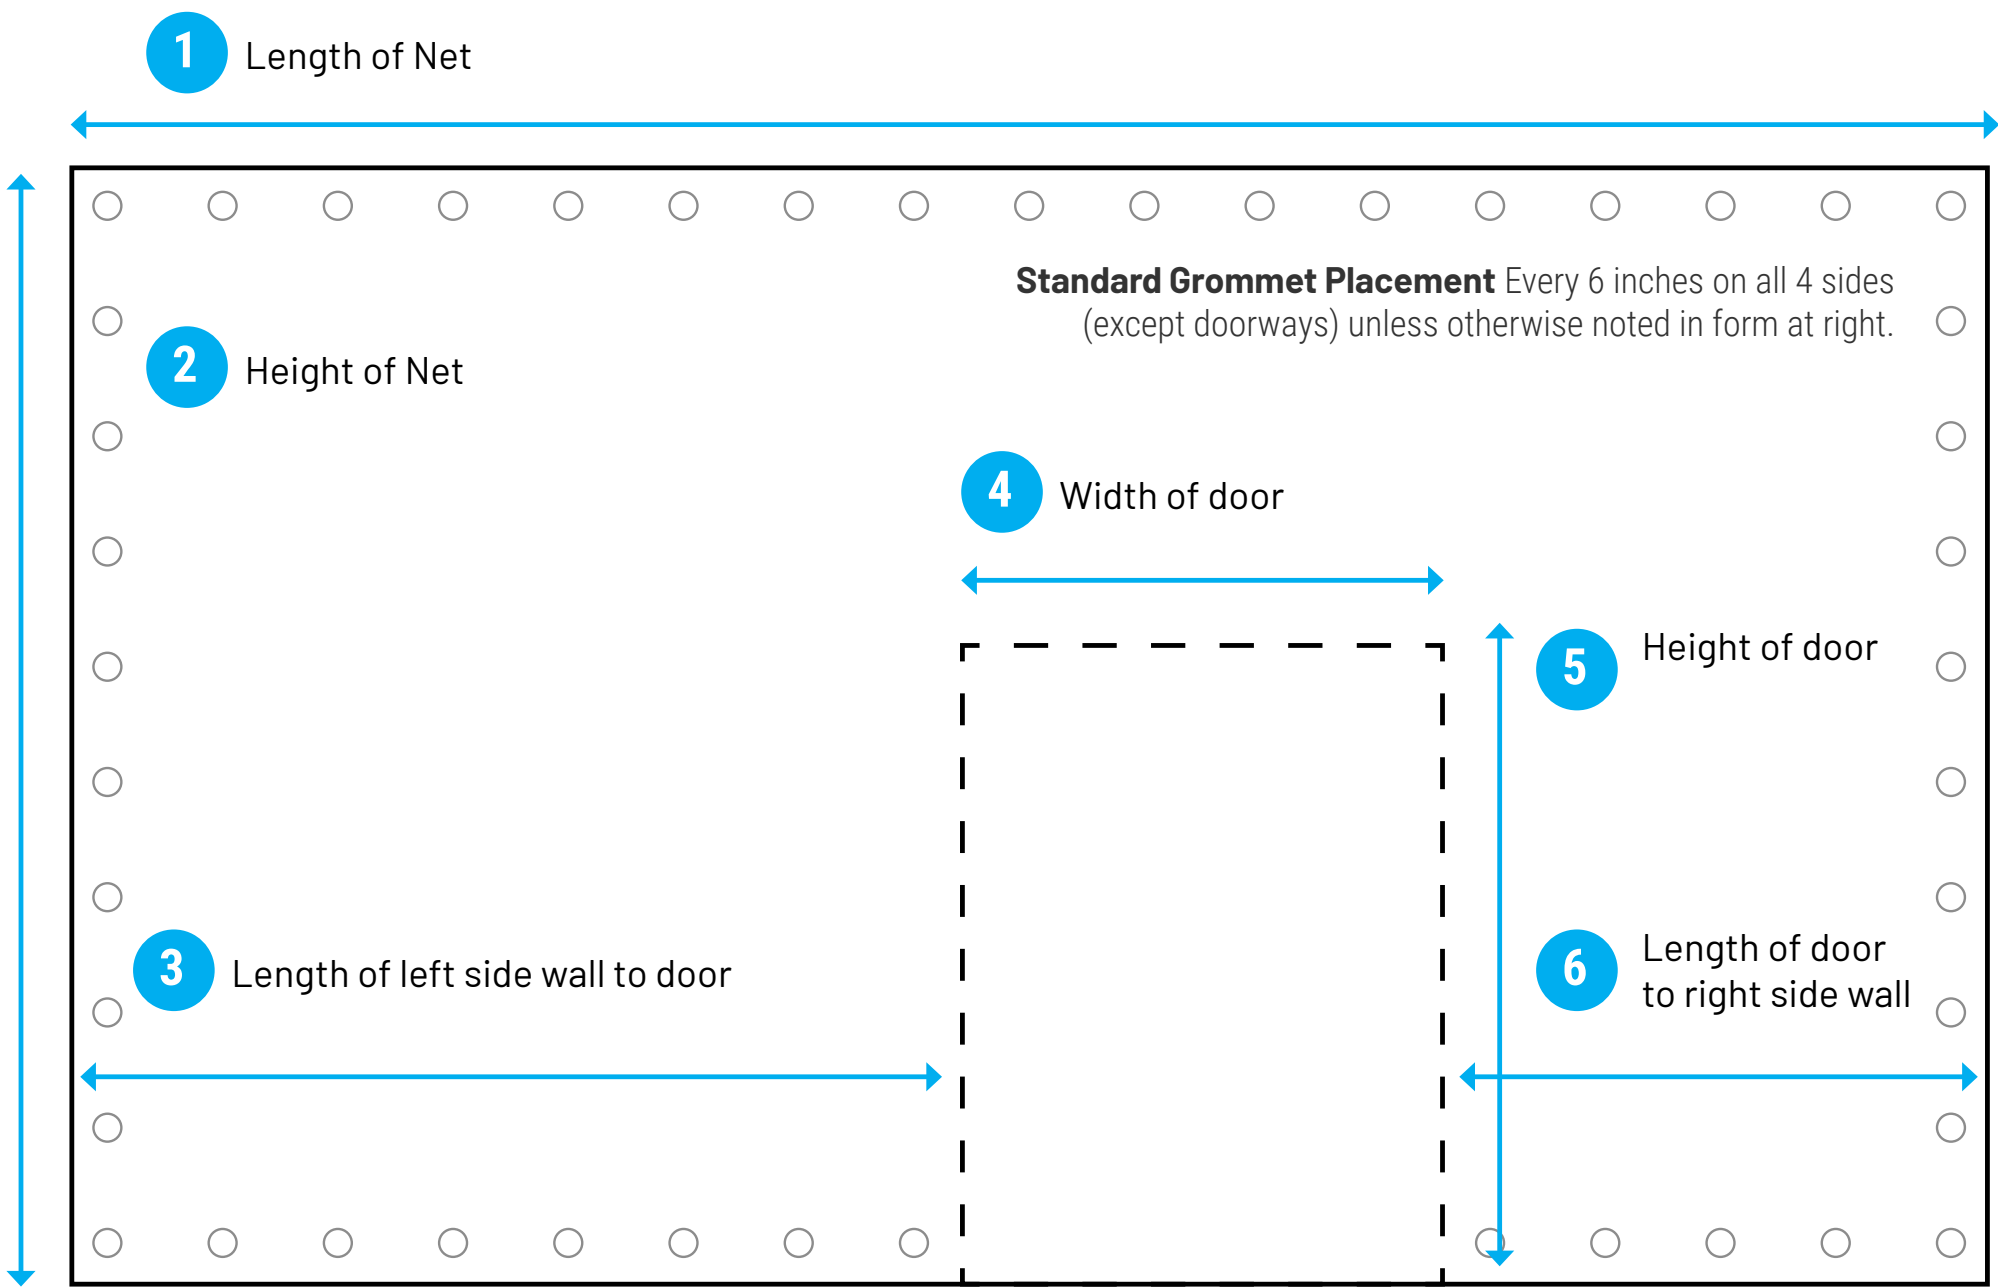 1 Length of Net
Standard Grommet Placement Every 6 inches on all 4 sides
(except doorways) unless otherwise noted in form at right.
2 Height of Net
4 Width of door
5 Height of door
3 Length of left side wall to door
6 Length of door
to right side wall